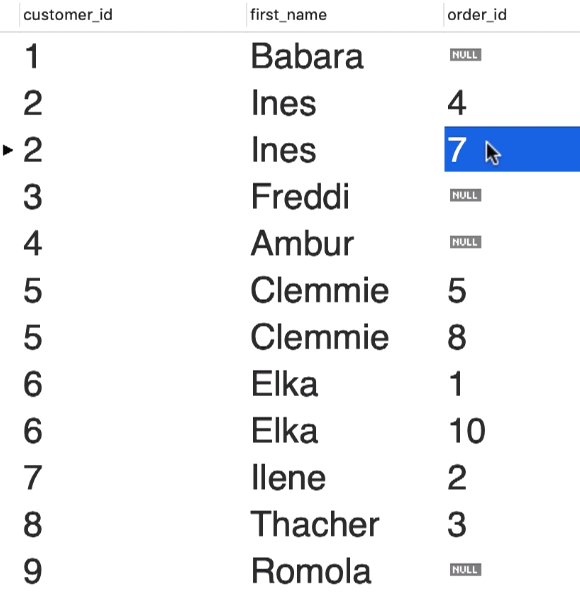 customer_id first_name order_id
1 Babara NULL
2 Ines 4
2 Ines 7
3 Freddi NULL
4 Ambur NULL
5 Clemmie 5
5 Clemmie 8
6 Elka 1
6 Elka 10
7 Ilene 2
8 Thacher 3
9 Romola NULL